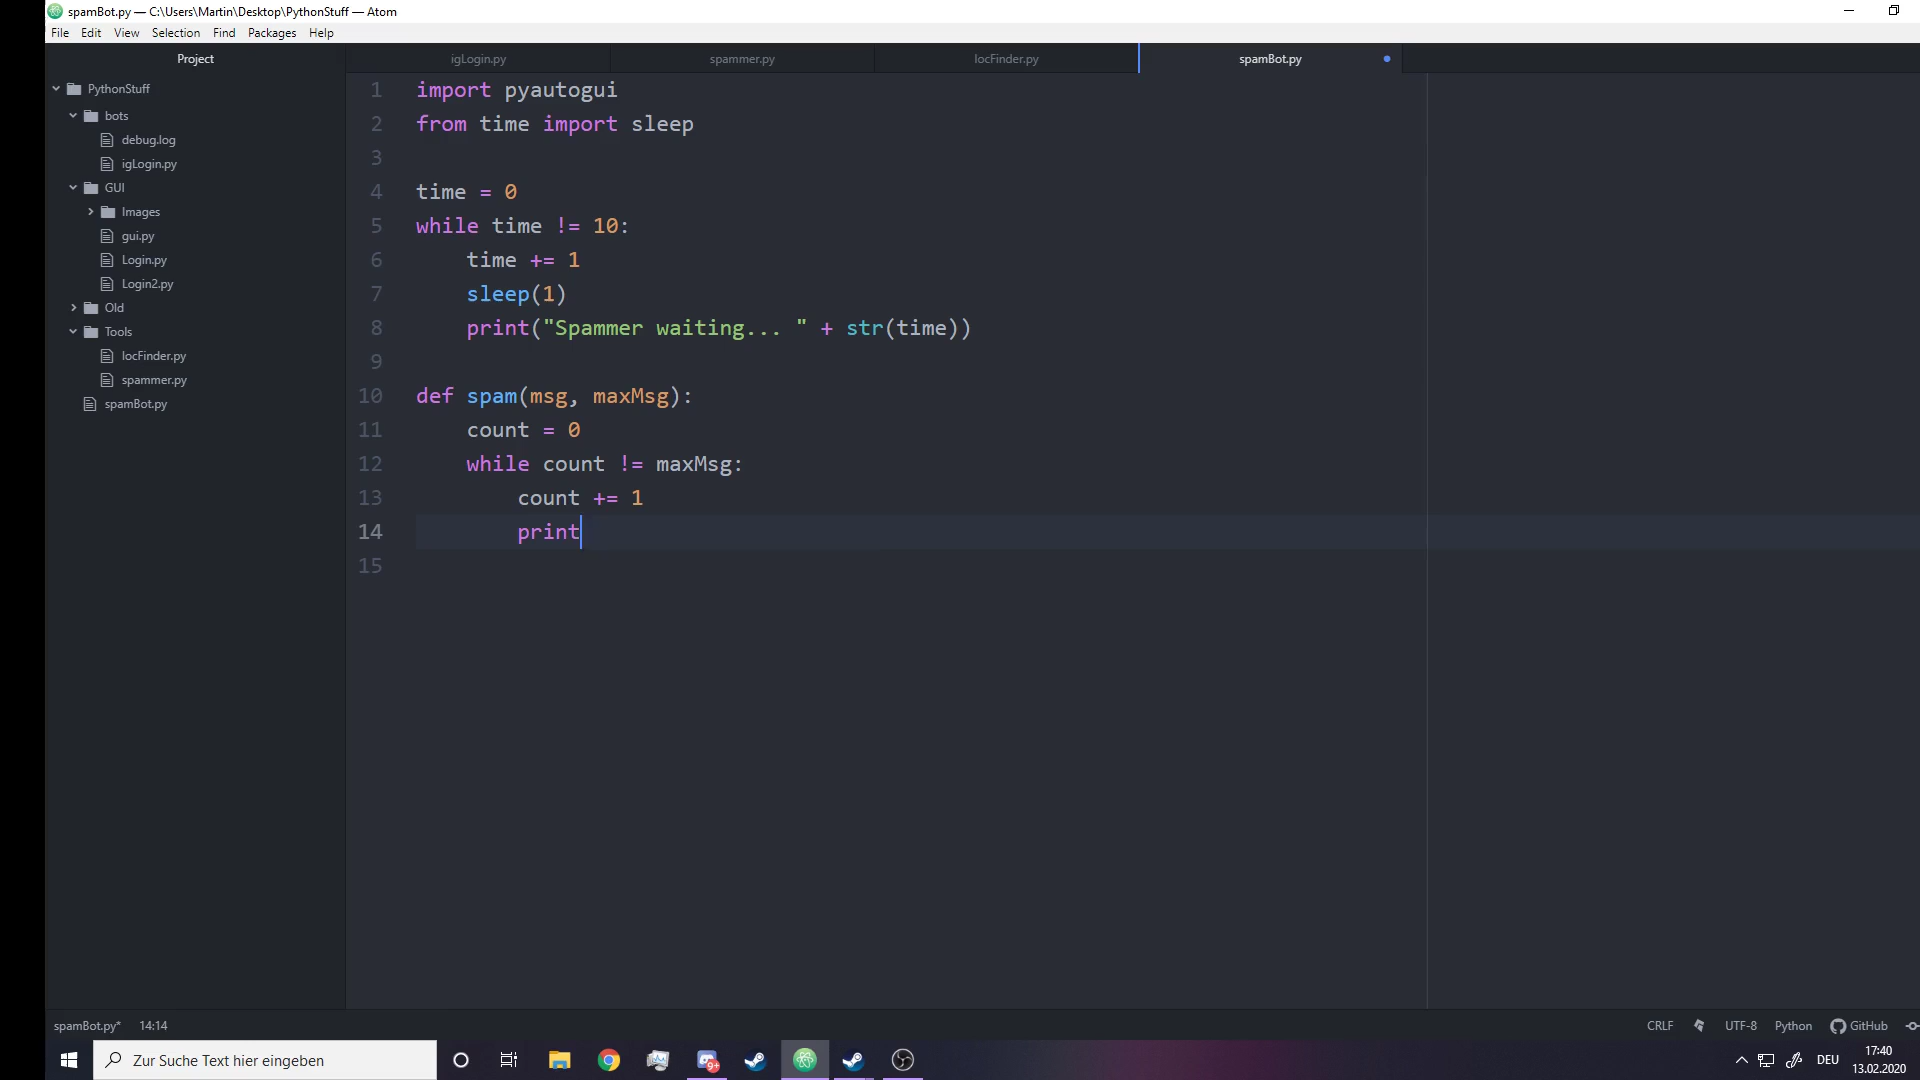 spamBot.py — C:\Users\Martin\Desktop\PythonStuff — Atom
File Edit View Selection Find Packages Help
Project
igLogin.py spammer.py locFinder.py spamBot.py
PythonStuff
bots
debug.log
igLogin.py
GUI
Images
gui.py
Login.py
Login2.py
Old
Tools
locFinder.py
spammer.py
spamBot.py
1 import pyautogui
2 from time import sleep
3
4 time = 0
5 while time != 10:
6     time += 1
7     sleep(1)
8     print("Spammer waiting... " + str(time))
9
10 def spam(msg, maxMsg):
11     count = 0
12     while count != maxMsg:
13         count += 1
14         print
15
spamBot.py* 14:14 CRLF UTF-8 Python GitHub
Zur Suche Text hier eingeben
9+
DEU
17:40
13.02.2020